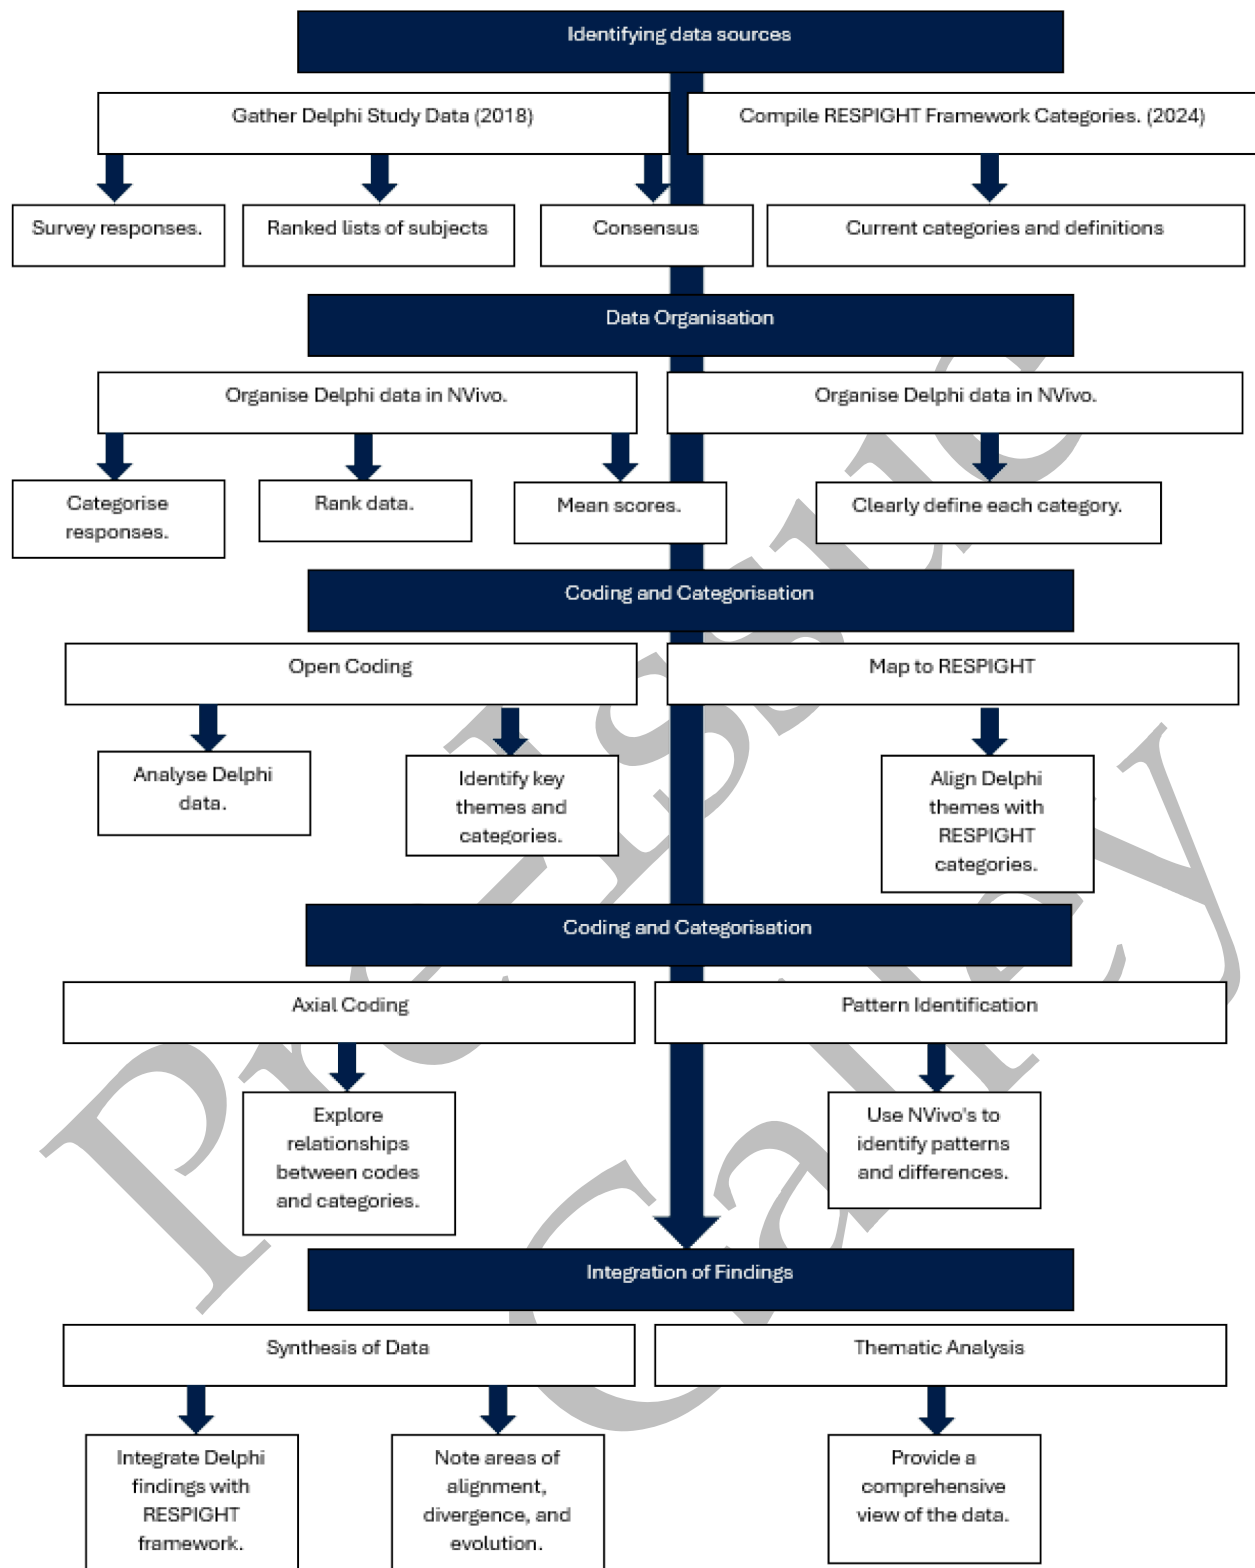 Identifying data sources
Gather Delphi Study Data (2018)
Compile RESPIGHT Framework Categories. (2024)
Survey responses.
Ranked lists of subjects
Consensus
Current categories and definitions
Data Organisation
Organise Delphi data in NVivo.
Organise Delphi data in NVivo.
Categorise
responses.
Rank data.
Mean scores.
Clearly define each category.
Coding and Categorisation
Open Coding
Map to RESPIGHT
Analyse Delphi
data.
Identify key
themes and
categories.
Align Delphi
themes with
RESPIGHT
categories.
Coding and Categorisation
Axial Coding
Pattern Identification
Explore
relationships
between codes
and categories.
Use NVivo's to
identify patterns
and differences.
Integration of Findings
Synthesis of Data
Thematic Analysis
Integrate Delphi
findings with
RESPIGHT
framework.
Note areas of
alignment,
divergence, and
evolution.
Provide a
comprehensive
view of the data.
Pre-Issue
Galley